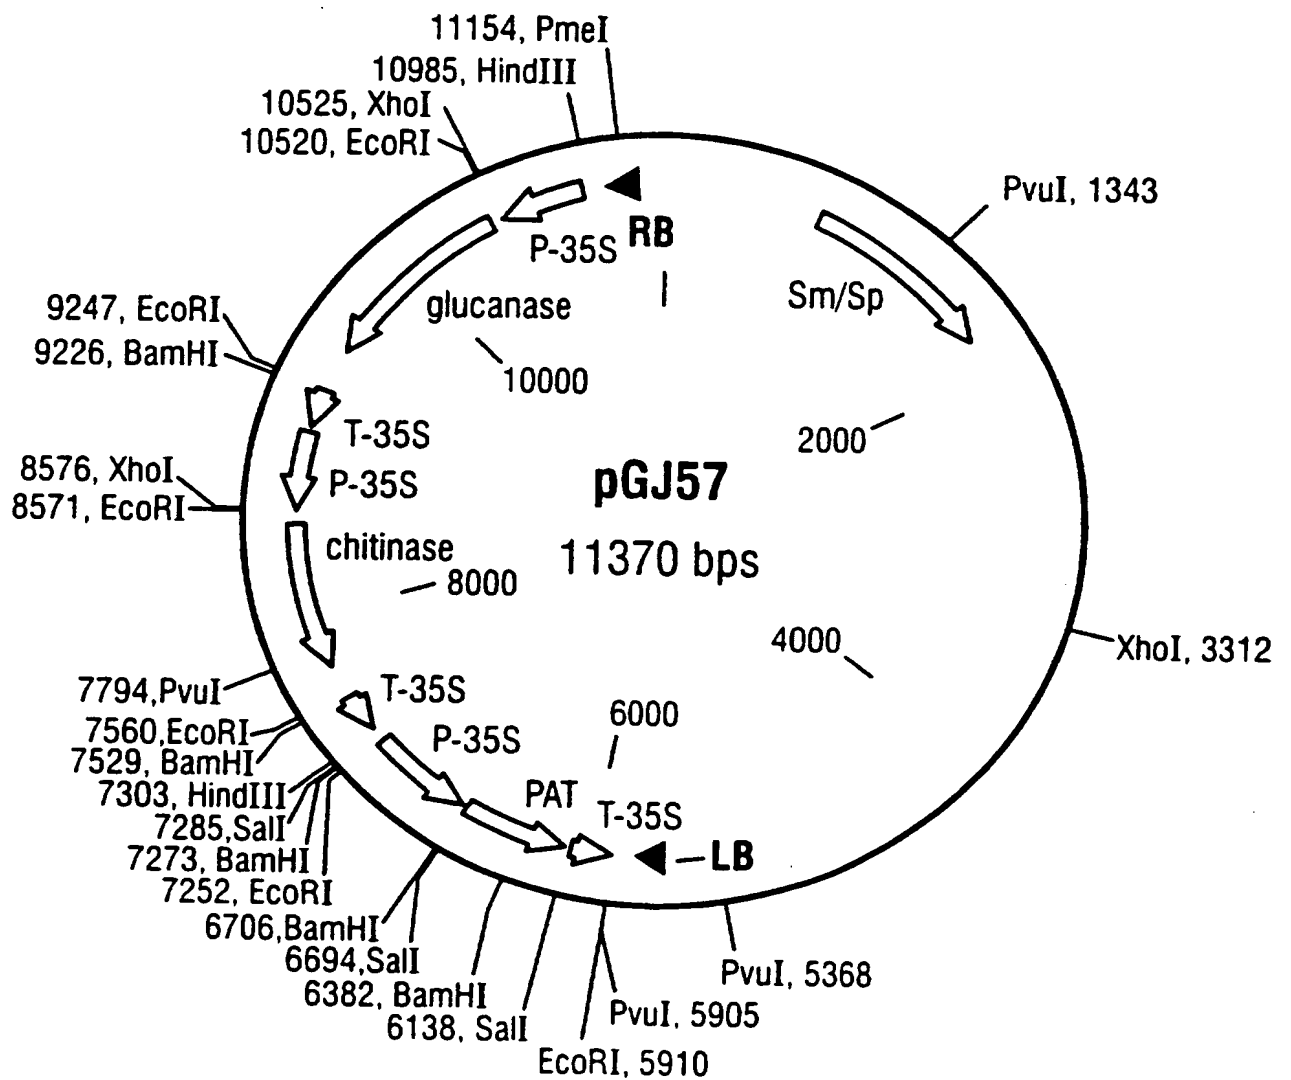 11154, PmeI
10985, HindIII
10525, XhoI
10520, EcoRI
PvuI, 1343
RB
P-35S
Sm/Sp
glucanase
9247, EcoRI
9226, BamHI
10000
2000
T-35S
8576, XhoI
P-35S
pGJ57
8571, EcoRI
chitinase
11370 bps
8000
4000
XhoI, 3312
7794,PvuI
T-35S
6000
7560,EcoRI
P-35S
7529, BamHI
7303, HindIII
PAT
T-35S
7285,SalI
LB
7273, BamHI
7252, EcoRI
6706,BamHI
6694,SalI
PvuI, 5368
6382, BamHI
PvuI, 5905
6138, SalI
EcoRI, 5910